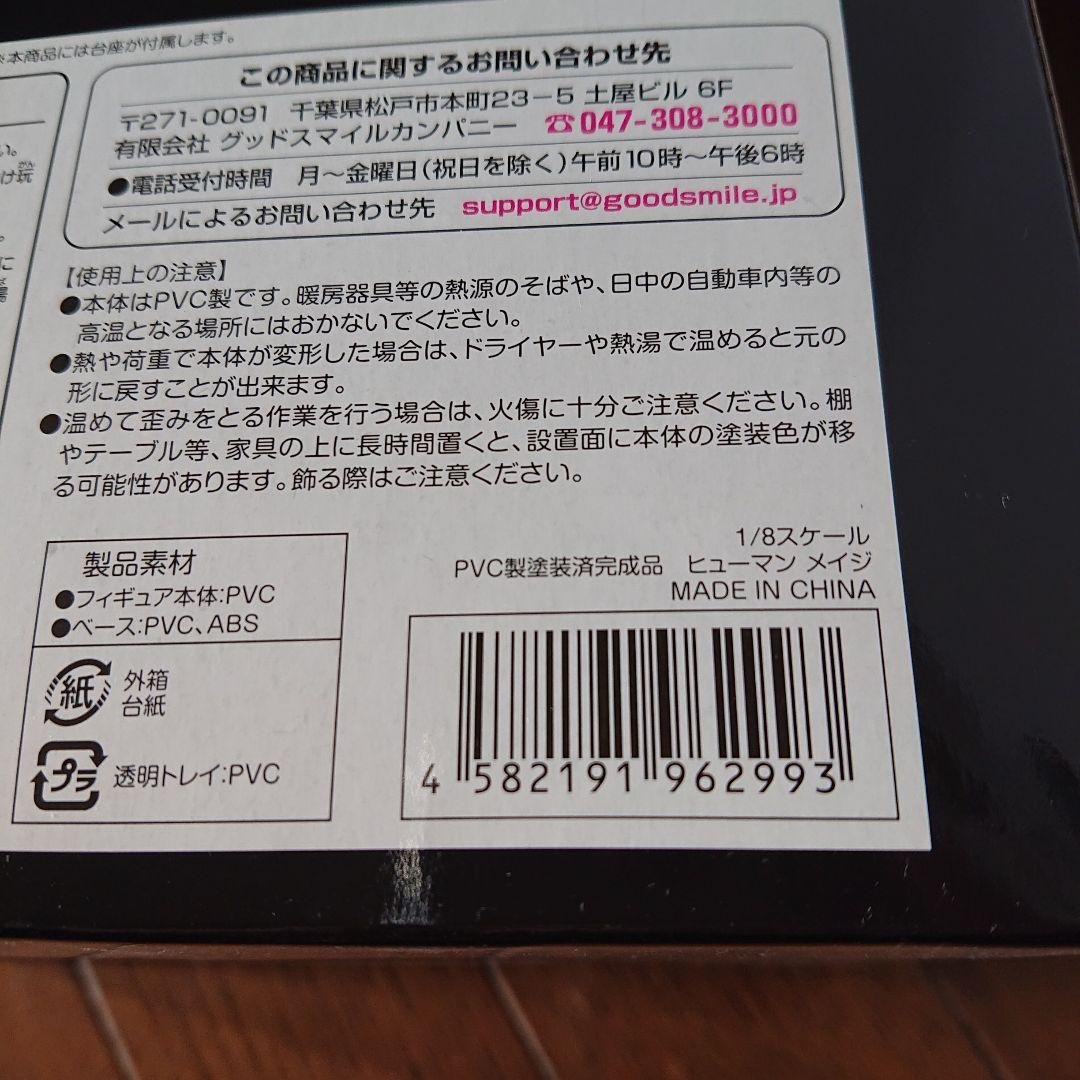 ※本商品には台座が付属します。
この商品に関するお問い合わせ先
〒271-0091 千葉県松戸市本町23-5 土屋ビル 6F
有限会社 グッドスマイルカンパニー ☎047-308-3000
●電話受付時間 月～金曜日(祝日を除く)午前10時～午後6時
メールによるお問い合わせ先 support@goodsmile.jp
【使用上の注意】
●本体はPVC製です。暖房器具等の熱源のそばや、日中の自動車内等の
高温となる場所にはおかないでください。
●熱や荷重で本体が変形した場合は、ドライヤーや熱湯で温めると元の
形に戻すことが出来ます。
●温めて歪みをとる作業を行う場合は、火傷に十分ご注意ください。棚
やテーブル等、家具の上に長時間置くと、設置面に本体の塗装色が移
る可能性があります。飾る際はご注意ください。
製品素材
●フィギュア本体:PVC
●ベース:PVC、ABS
紙 外箱
台紙
プラ 透明トレイ:PVC
1/8スケール
PVC製塗装済完成品 ヒューマン メイジ
MADE IN CHINA
4 582191 962993